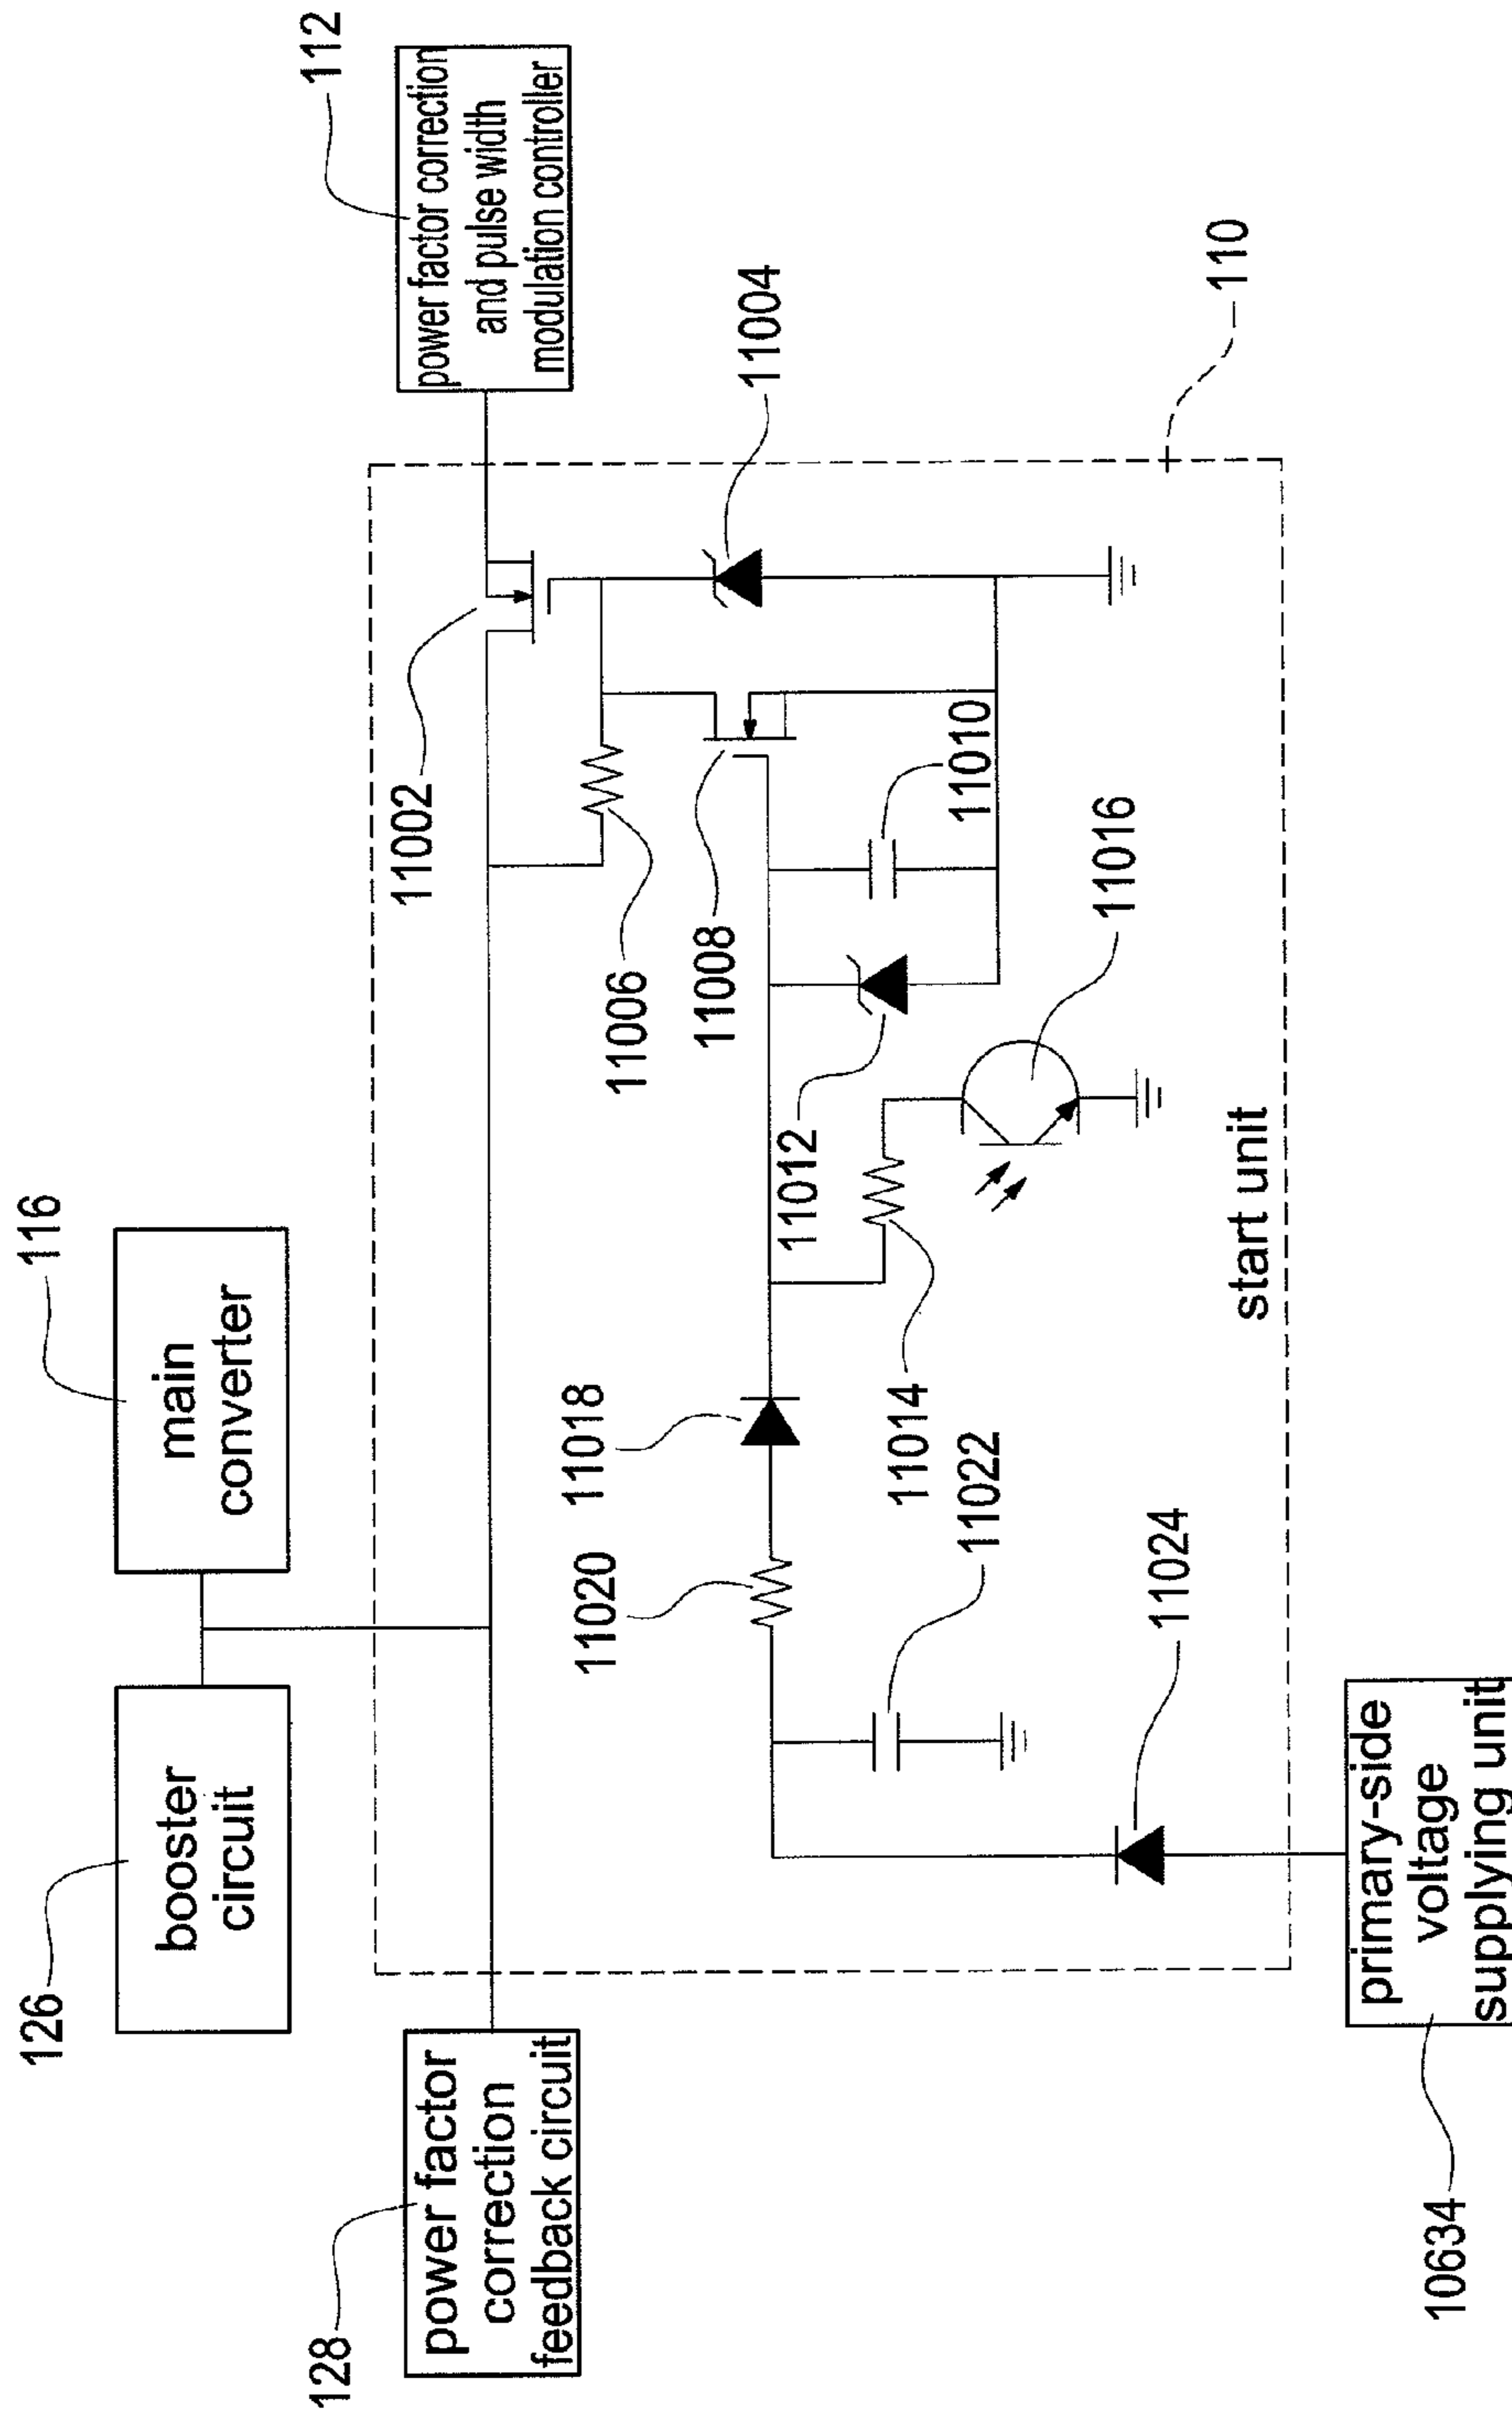 116
main
converter
126
booster
circuit
112
power factor correction
and pulse width
modulation controller
128
power factor
correction
feedback circuit
11002
11004
11006
11008
11010
11012
11016
11018
11014
11020
11022
11024
110
start unit
primary-side
voltage
supplying unit
10634